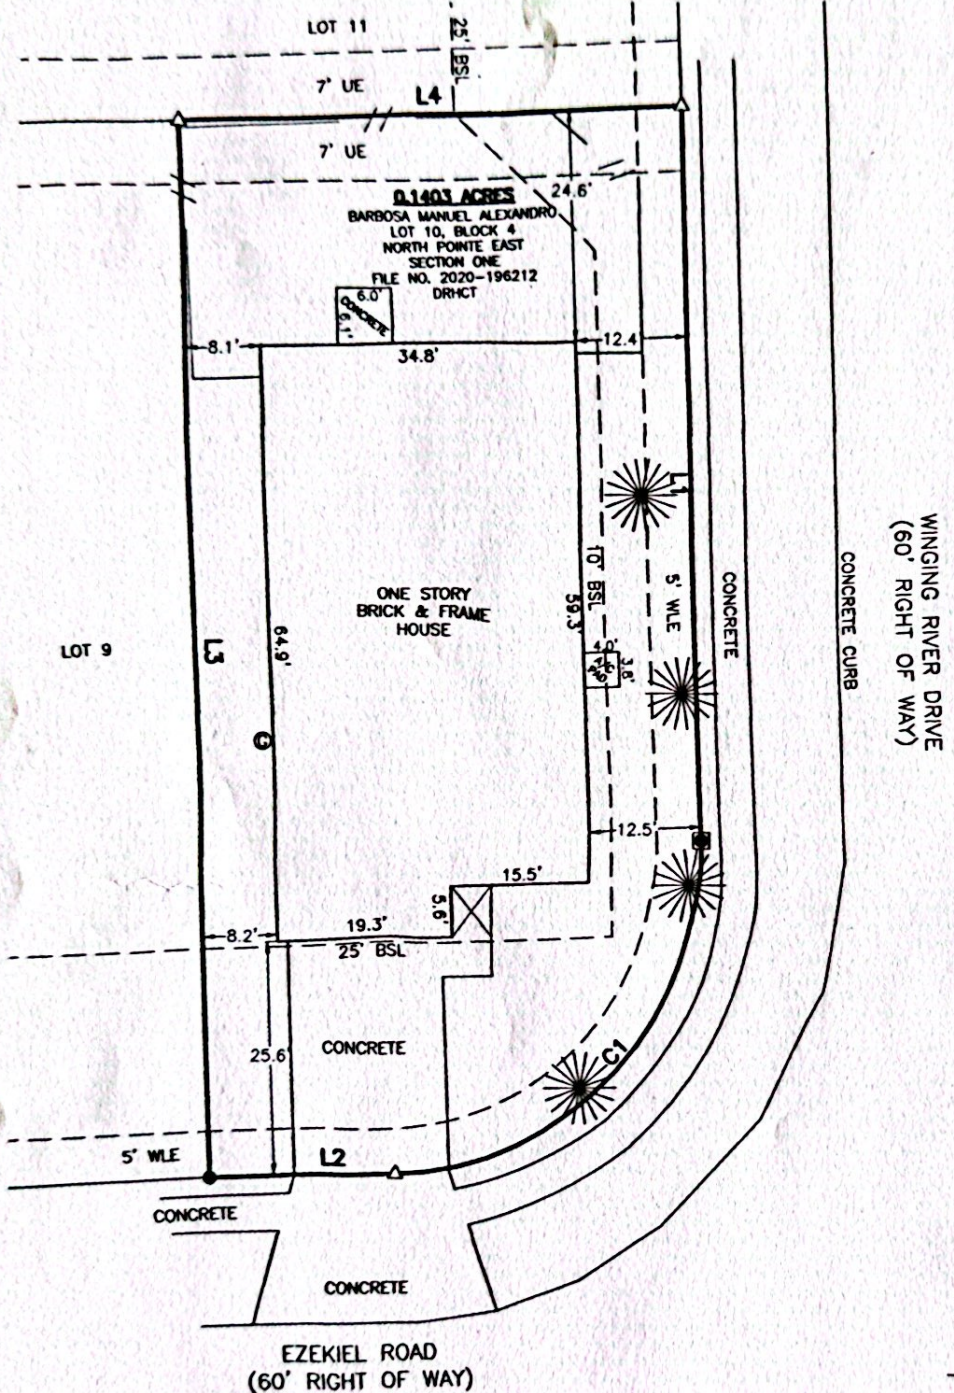 LOT 11
25' BSL
7' UE
L4
7' UE
0.1403 ACRES
BARBOSA MANUEL ALEXANDRO
LOT 10, BLOCK 4
NORTH POINTE EAST
SECTION ONE
FILE NO. 2020-196212
DRHCT
24.6'
6.0'
CONCRETE
6.1'
8.1'
34.8'
12.4
L1
WINGING RIVER DRIVE
(60' RIGHT OF WAY)
CONCRETE CURB
CONCRETE
5' WLE
10' BSL
59.3'
ONE STORY
BRICK & FRAME
HOUSE
64.9'
L3
LOT 9
4.0'
A/C
PAD
3.8'
G
12.5'
15.5'
5.6'
19.3'
8.2'
25' BSL
25.6'
CONCRETE
C1
5' WLE
L2
CONCRETE
CONCRETE
EZEKIEL ROAD
(60' RIGHT OF WAY)